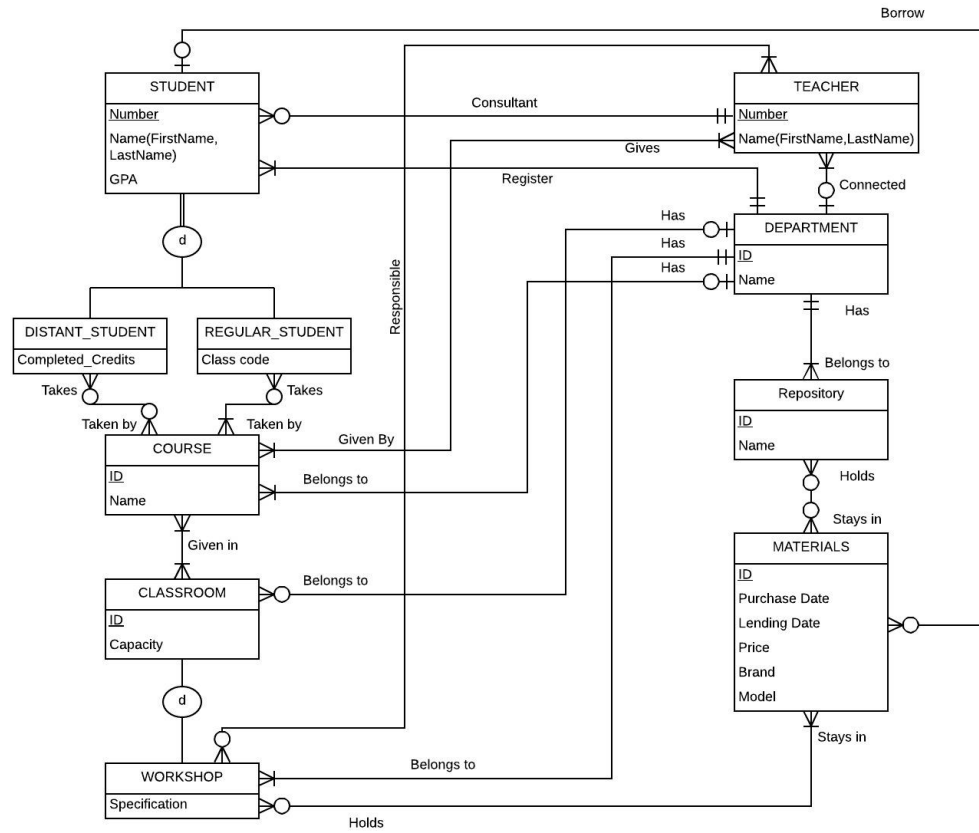 Borrow
STUDENT
Number
Name(FirstName,
LastName)
GPA
Consultant
TEACHER
Number
Name(FirstName,LastName)
Gives
Register
Connected
Has
Has
Has
DEPARTMENT
ID
Name
Responsible
d
DISTANT_STUDENT
Completed_Credits
REGULAR_STUDENT
Class code
Takes
Takes
Taken by
Taken by
Has
Belongs to
Repository
ID
Name
COURSE
ID
Name
Given By
Belongs to
Holds
Stays in
Given in
CLASSROOM
ID
Capacity
Belongs to
MATERIALS
ID
Purchase Date
Lending Date
Price
Brand
Model
d
Stays in
WORKSHOP
Specification
Belongs to
Holds